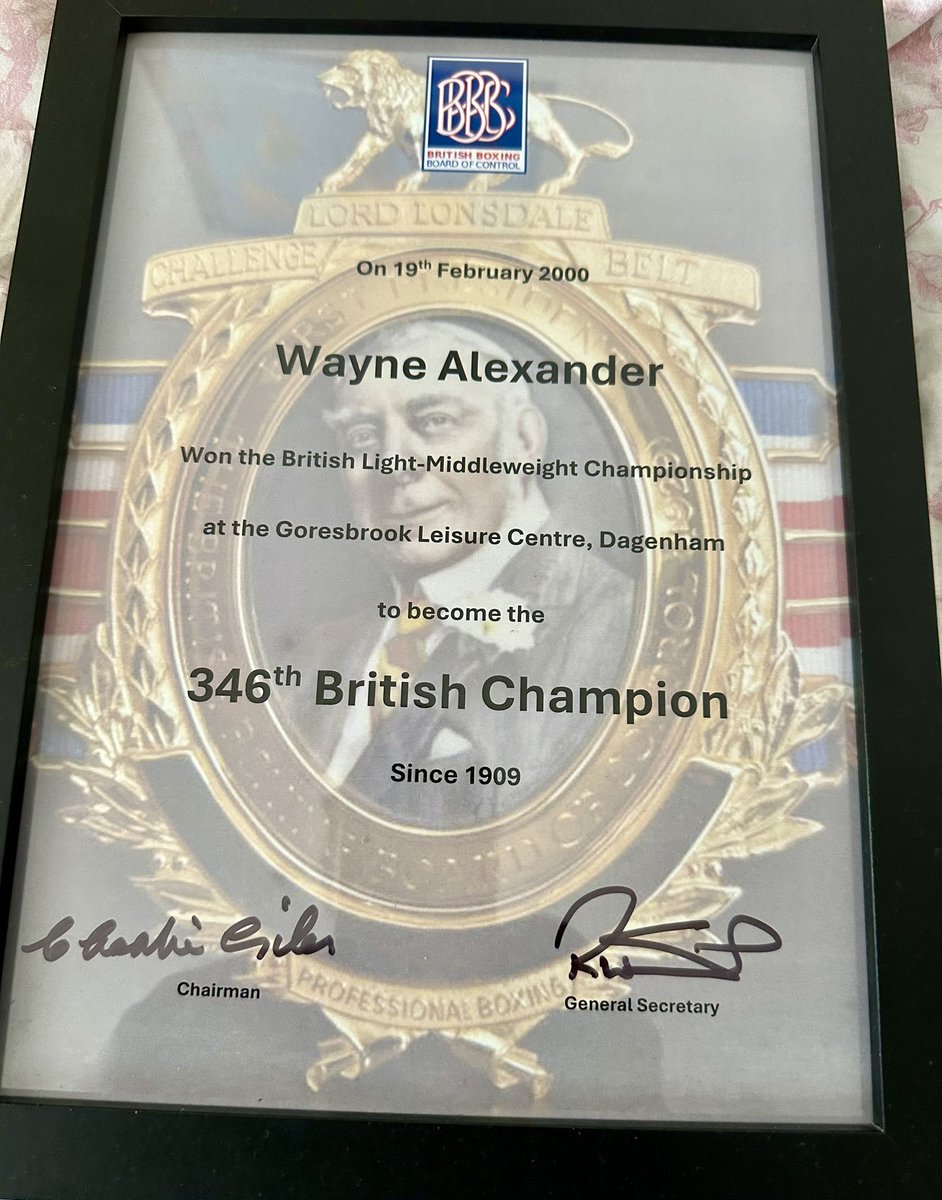 BBBC
BRITISH BOXING
BOARD OF CONTROL
LORD LONSDALE
CHALLENGE BELT
On 19th February 2000
Wayne Alexander
Won the British Light-Middleweight Championship
at the Goresbrook Leisure Centre, Dagenham
to become the
346th British Champion
Since 1909
Chairman
General Secretary
PROFESSIONAL BOXING